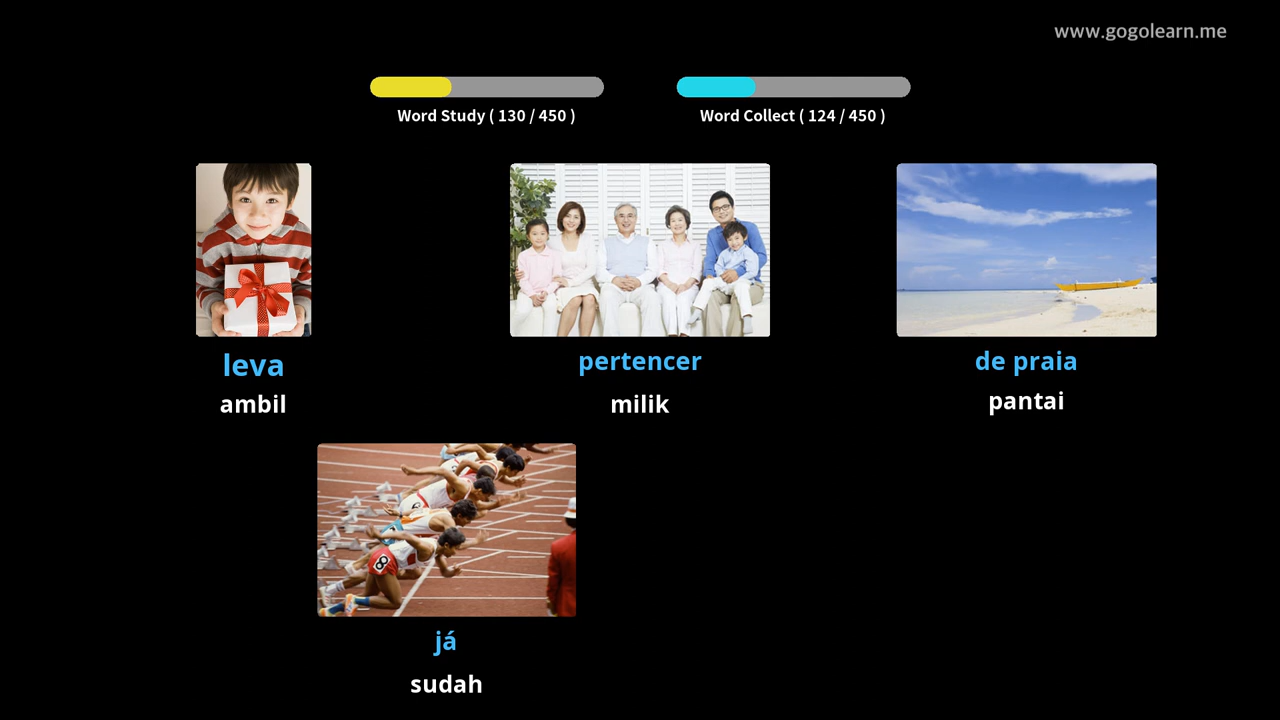 www.gogolearn.me
Word Study ( 130 / 450 )
Word Collect ( 124 / 450 )
leva
ambil
pertencer
milik
de praia
pantai
8
já
sudah